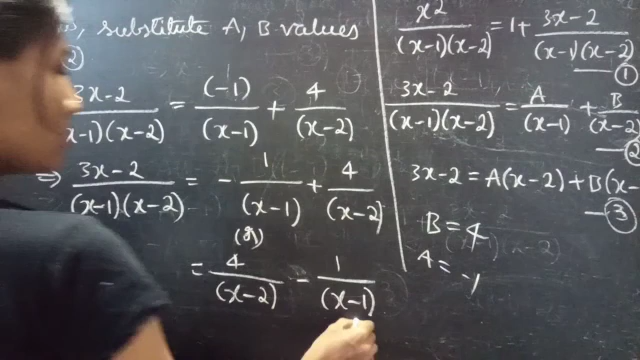 substitute A, B values
②
3x-2 / (x-1)(x-2) = (-1) / (x-1) + 4 / (x-2)
⇒ 3x-2 / (x-1)(x-2) = - 1 / (x-1) + 4 / (x-2)
(or)
= 4 / (x-2) - 1 / (x-1)
x2 / (x-1)(x-2) = 1 + 3x-2 / (x-1)(x-2)
— ①
3x-2 / (x-1)(x-2) = A / (x-1) + B / (x-2)
— ②
3x-2 = A(x-2) + B(x-
— ③
B = 4
A = -1